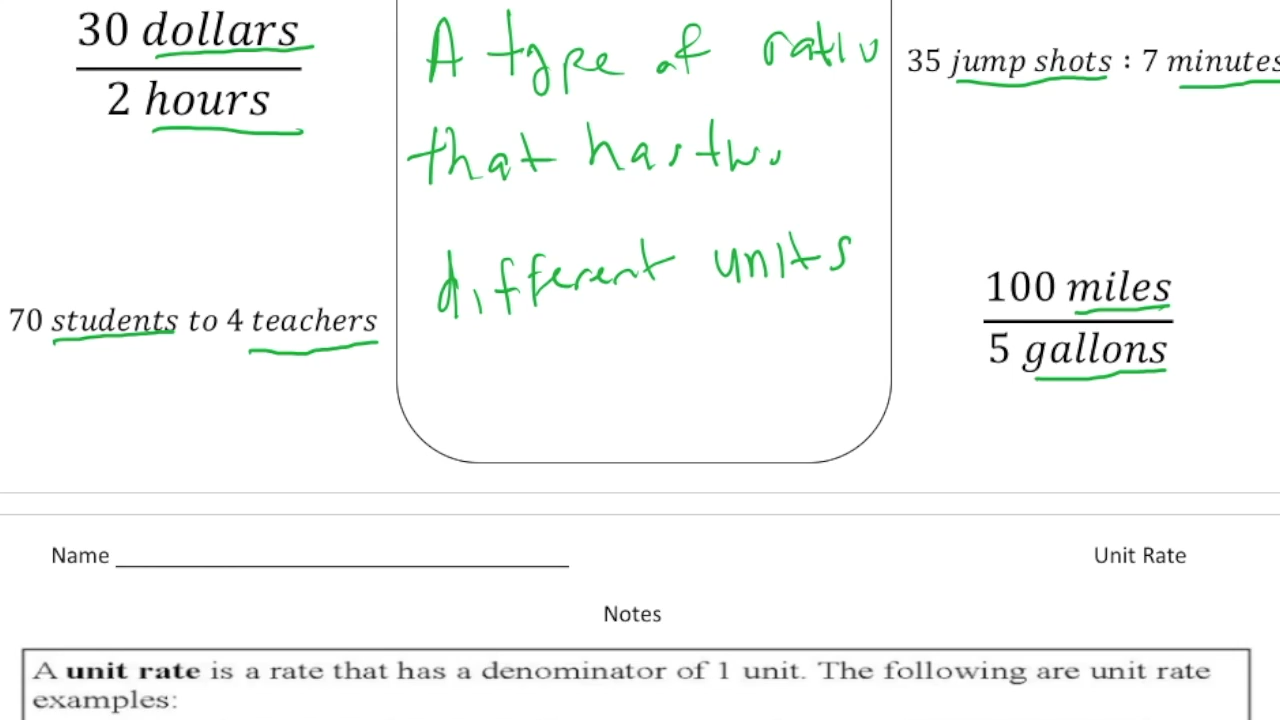 30 dollars
2 hours
A type of ratio
that has two
different units
35 jump shots : 7 minutes
70 students to 4 teachers
100 miles
5 gallons
Name
Unit Rate
Notes
A unit rate is a rate that has a denominator of 1 unit. The following are unit rate
examples: